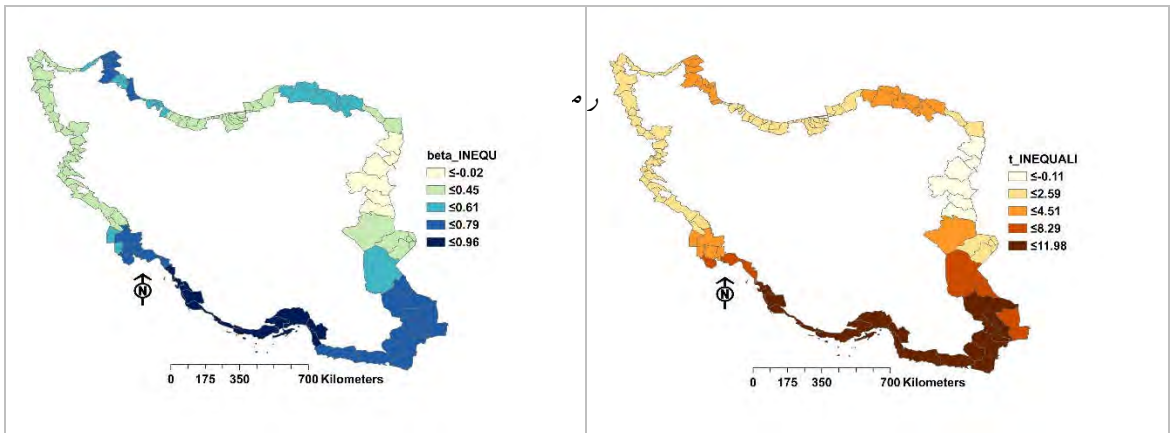 beta_INEQU
≤-0.02
≤0.45
≤0.61
≤0.79
≤0.96
N
0 175 350 700 Kilometers
ره
t_INEQUALI
≤-0.11
≤2.59
≤4.51
≤8.29
≤11.98
N
0 175 350 700 Kilometers